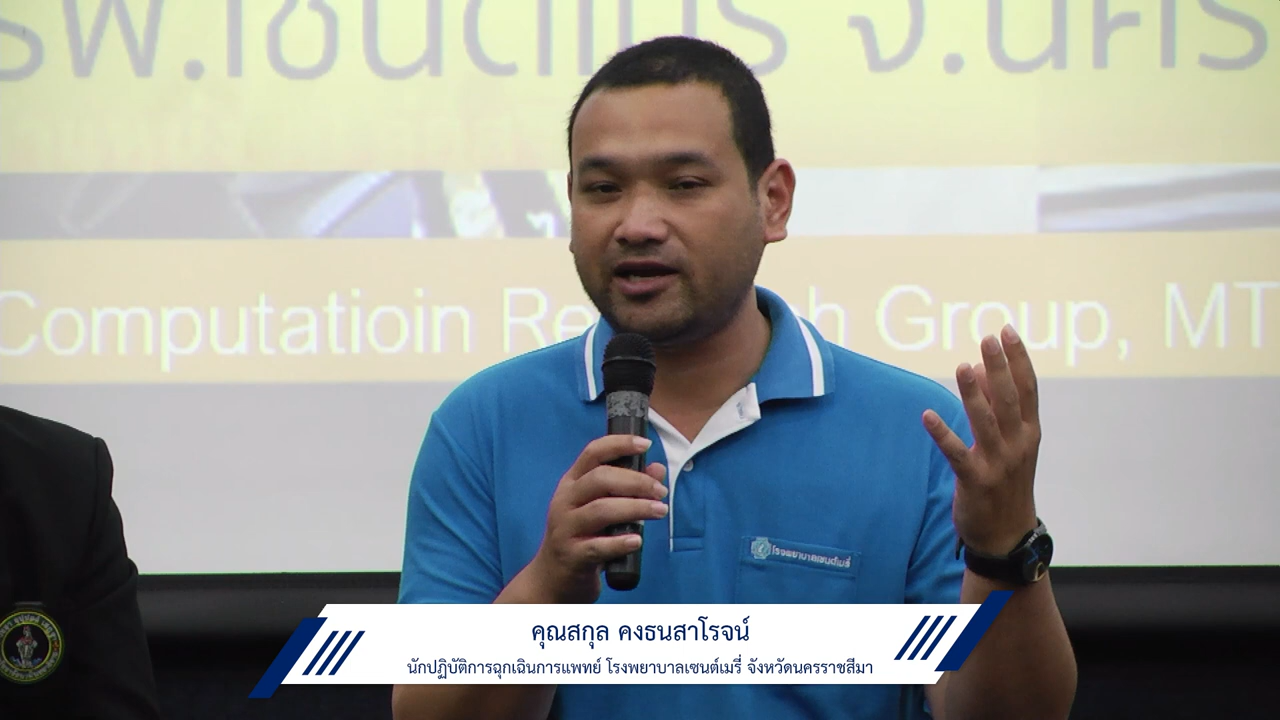 รพ.เซนต์เมรี่ จ.นคร
Computatioin Re h Group, MT
โรงพยาบาลเซนต์เมรี่
คุณสกุล คงธนสาโรจน์
นักปฏิบัติการฉุกเฉินการแพทย์ โรงพยาบาลเซนต์เมรี่ จังหวัดนครราชสีมา